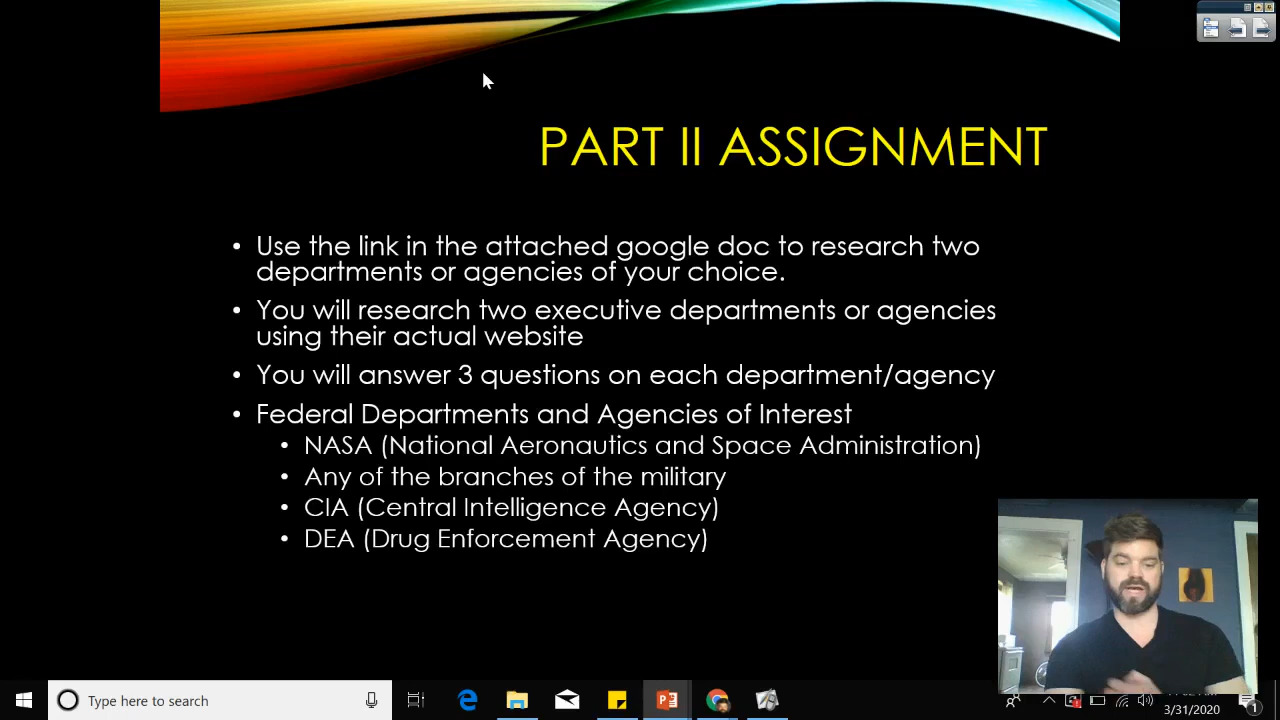 PART II ASSIGNMENT
• Use the link in the attached google doc to research two
departments or agencies of your choice.
• You will research two executive departments or agencies
using their actual website
• You will answer 3 questions on each department/agency
• Federal Departments and Agencies of Interest
• NASA (National Aeronautics and Space Administration)
• Any of the branches of the military
• CIA (Central Intelligence Agency)
• DEA (Drug Enforcement Agency)
Type here to search
3/31/2020
1